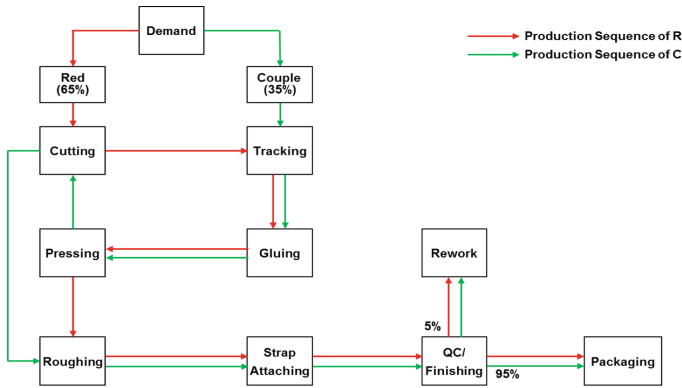 Demand
Production Sequence of R
Production Sequence of C
Red
(65%)
Couple
(35%)
Cutting
Tracking
Pressing
Gluing
Rework
5%
Roughing
Strap
Attaching
QC/
Finishing
95%
Packaging